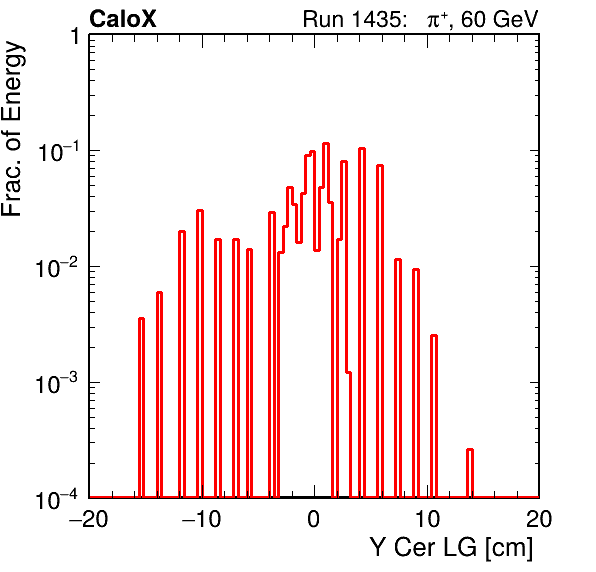 CaloX Run 1435: π⁺, 60 GeV
Frac. of Energy
1
10⁻¹
10⁻²
10⁻³
10⁻⁴
−20 −10 0 10 20
Y Cer LG [cm]